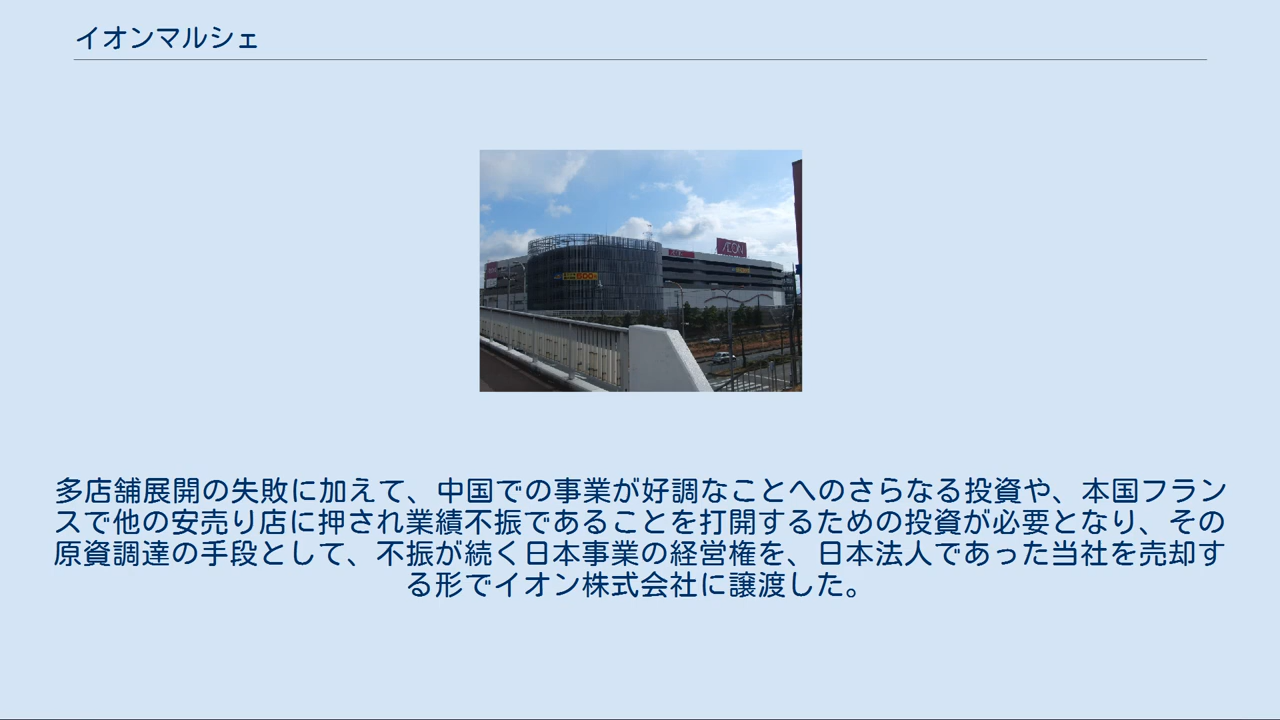 イオンマルシェ
AEON
多店舗展開の失敗に加えて、中国での事業が好調なことへのさらなる投資や、本国フラン
スで他の安売り店に押され業績不振であることを打開するための投資が必要となり、その
原資調達の手段として、不振が続く日本事業の経営権を、日本法人であった当社を売却す
る形でイオン株式会社に譲渡した。